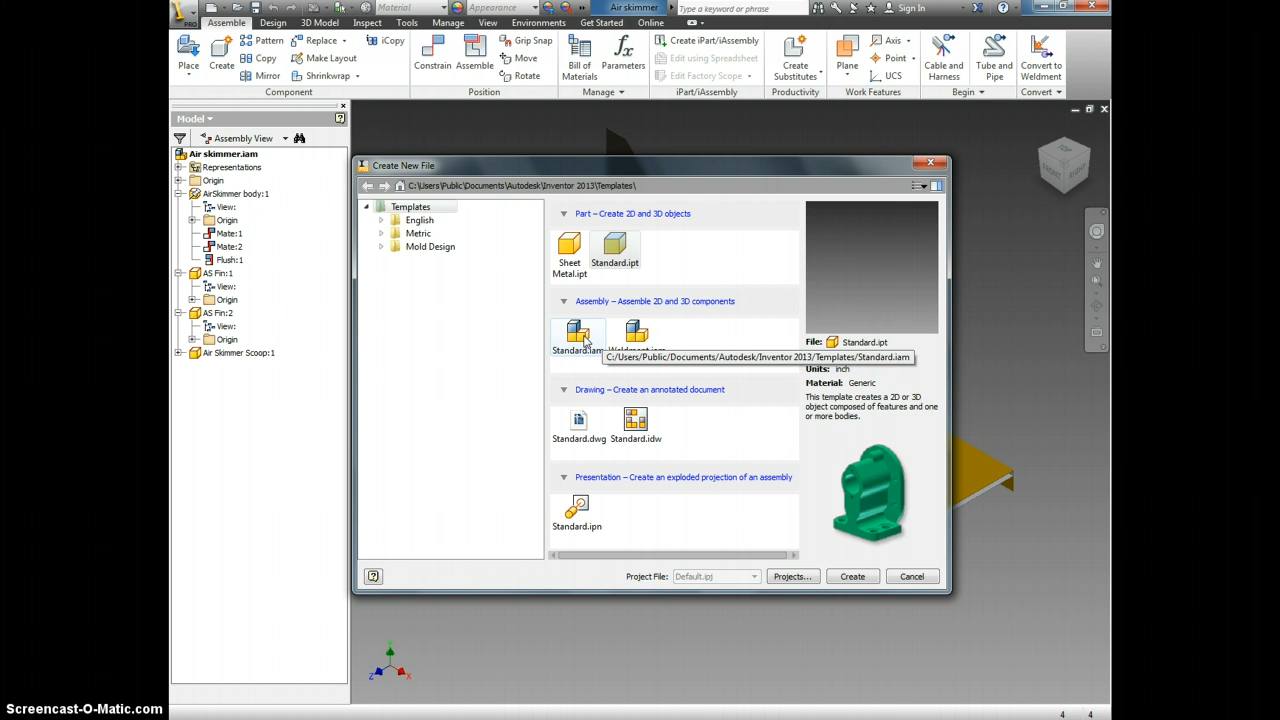 PRO
Material
Appearance
Air skimmer
Type a keyword or phrase
Sign In
Assemble Design 3D Model Inspect Tools Manage View Environments Get Started Online
Place
Create
Pattern
Copy
Mirror
Replace
Make Layout
Shrinkwrap
iCopy
Component
Constrain
Assemble
Grip Snap
Move
Rotate
Position
Bill of
Materials
Parameters
Manage
Create iPart/iAssembly
Edit using Spreadsheet
Edit Factory Scope
iPart/iAssembly
Create
Substitutes
Productivity
Plane
Axis
Point
UCS
Work Features
Cable and
Harness
Tube and
Pipe
Begin
Convert to
Weldment
Convert
Model
Assembly View
Air skimmer.iam
Representations
Origin
AirSkimmer body:1
View:
Origin
Mate:1
Mate:2
Flush:1
AS Fin:1
View:
Origin
AS Fin:2
View:
Origin
Air Skimmer Scoop:1
FRONT
RIGHT
Create New File
C:\Users\Public\Documents\Autodesk\Inventor 2013\Templates\
Templates
English
Metric
Mold Design
Part – Create 2D and 3D objects
Sheet
Metal.ipt
Standard.ipt
Assembly – Assemble 2D and 3D components
Standard.iam
C:/Users/Public/Documents/Autodesk/Inventor 2013/Templates/Standard.iam
Drawing – Create an annotated document
Standard.dwg
Standard.idw
Presentation – Create an exploded projection of an assembly
Standard.ipn
File: Standard.ipt
Units: inch
Material: Generic
This template creates a 2D or 3D
object composed of features and one
or more bodies.
Project File: Default.ipj
Projects...
Create
Cancel
Y
Z
X
4 4
Screencast-O-Matic.com